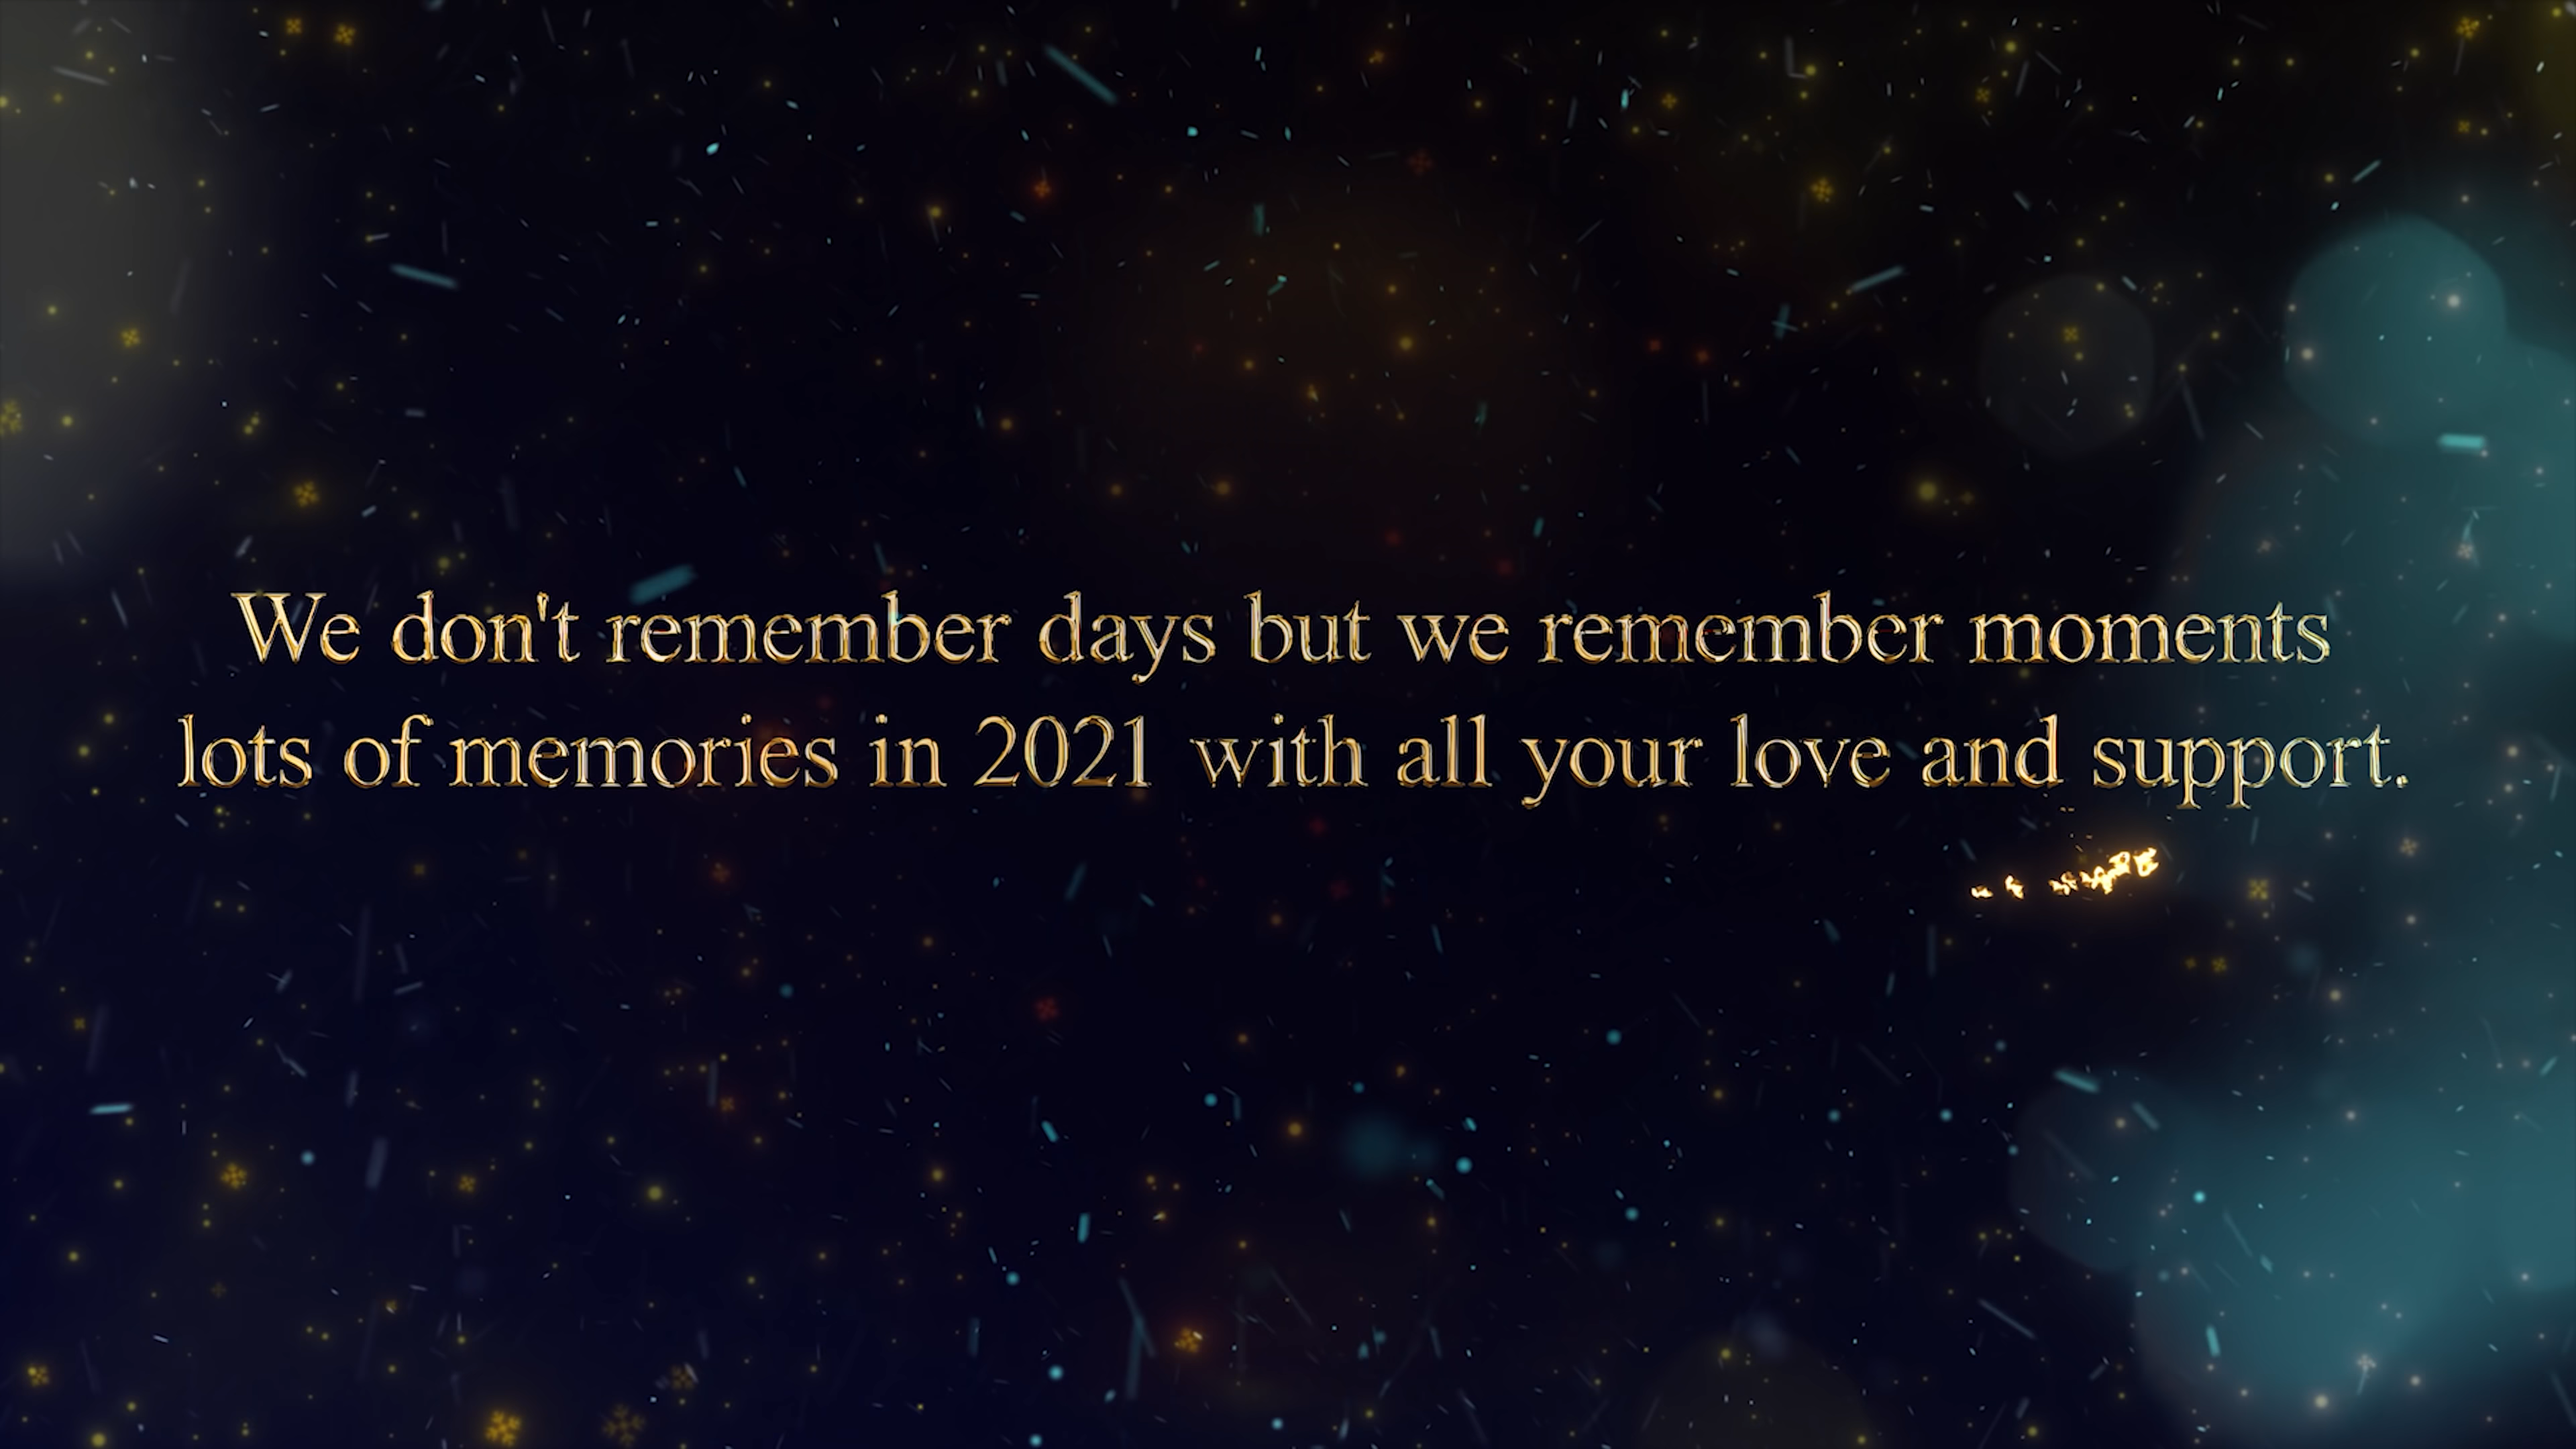 We don't remember days but we remember moments
lots of memories in 2021 with all your love and support.